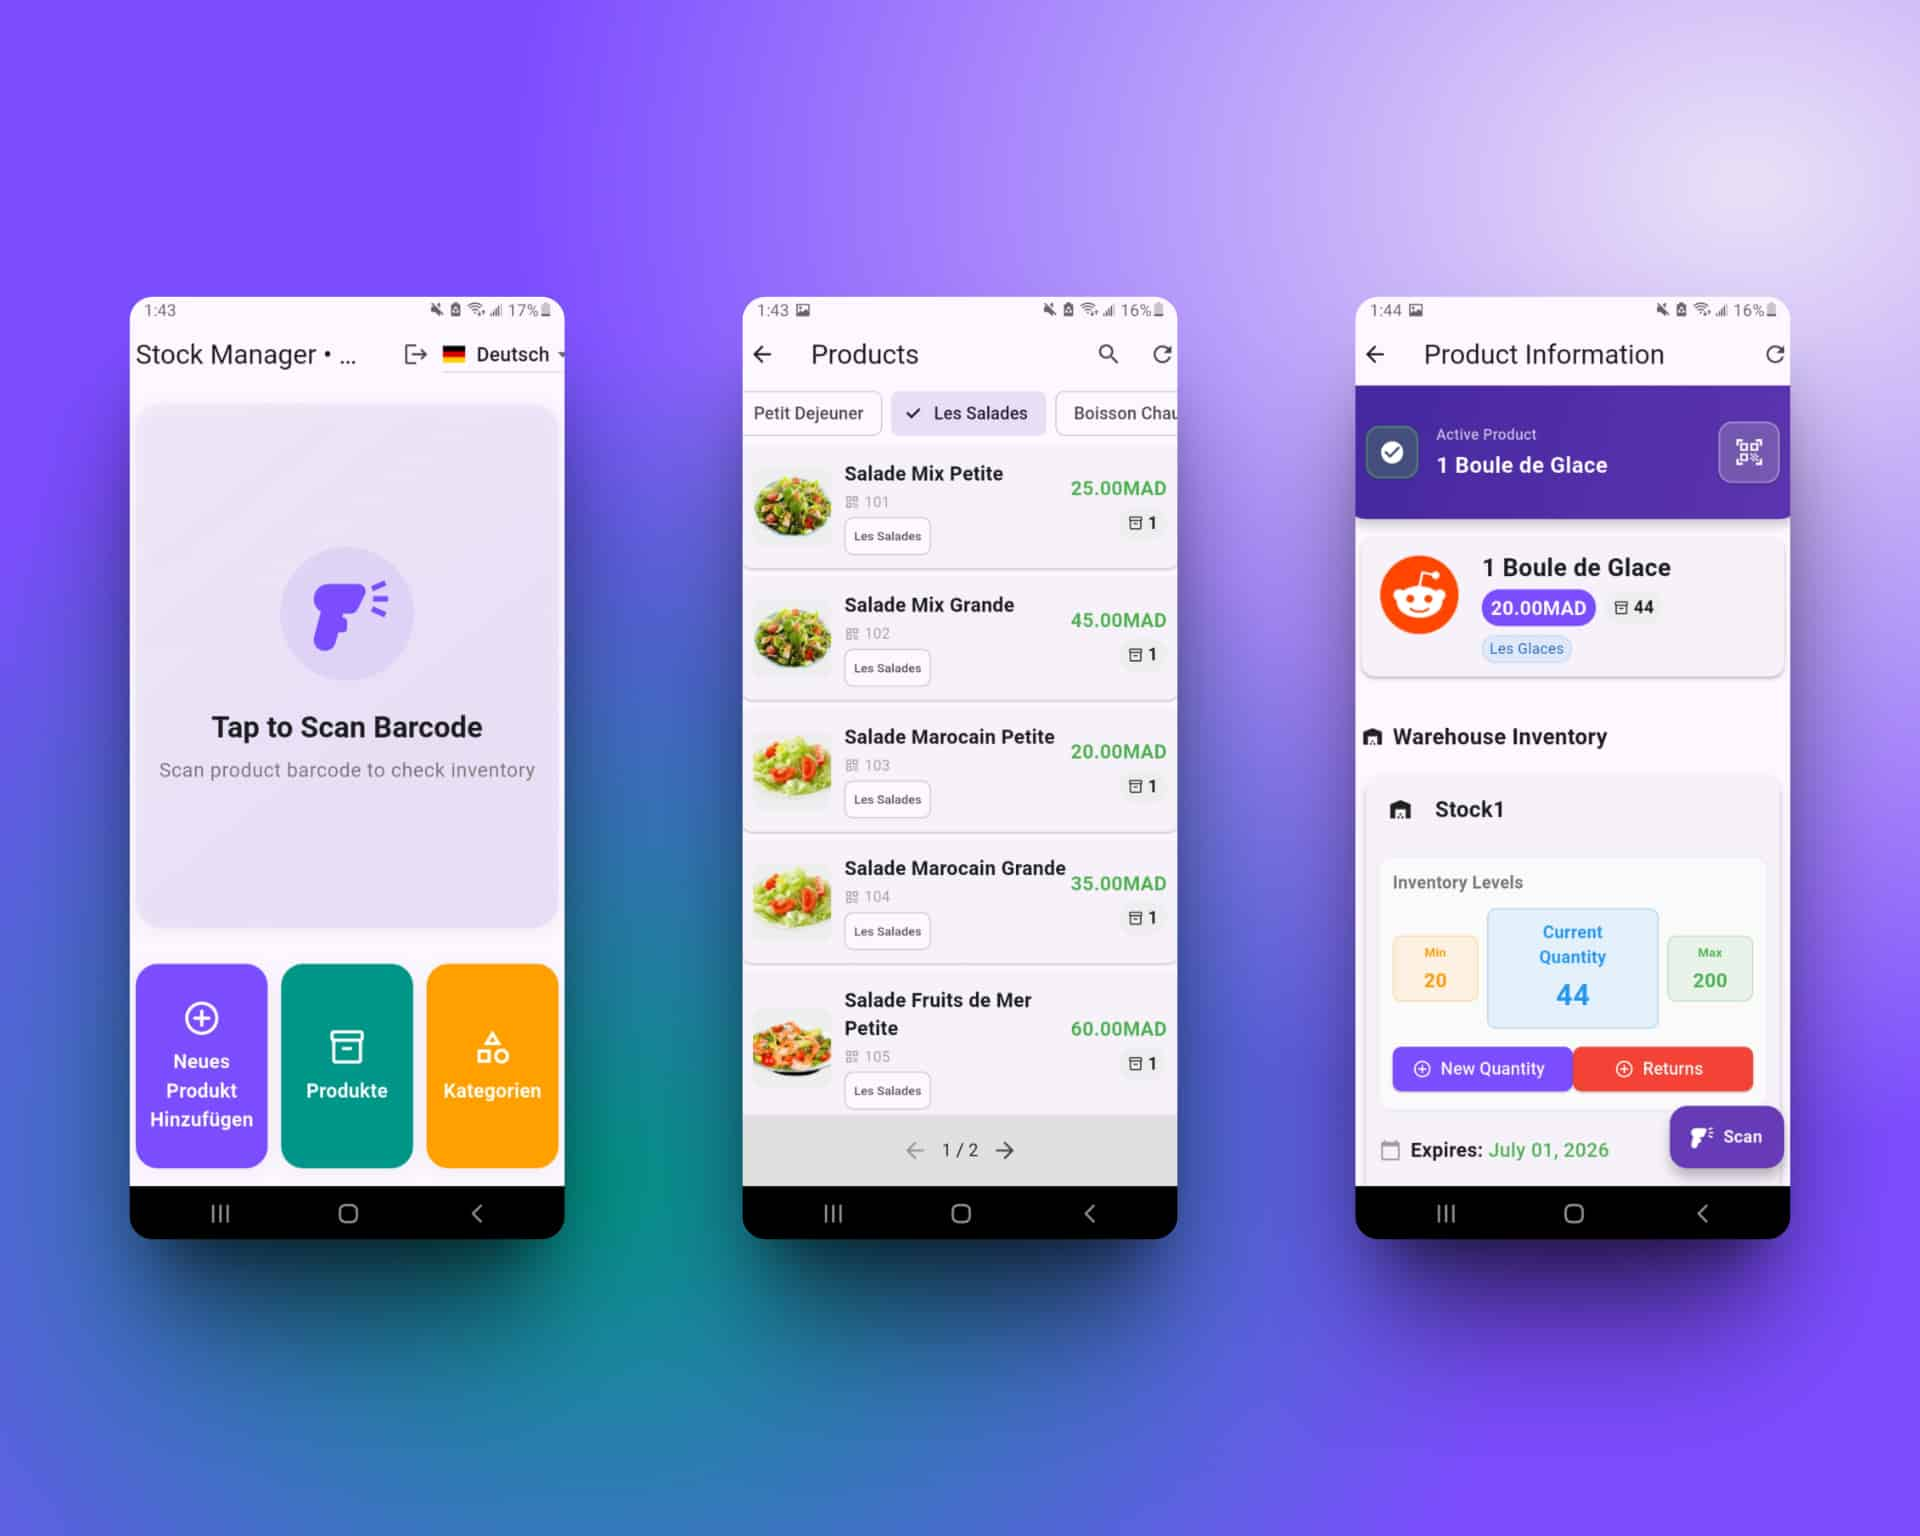 1:43
17%
Stock Manager • ...
Deutsch
Tap to Scan Barcode
Scan product barcode to check inventory
Neues
Produkt
Hinzufügen
Produkte
Kategorien
1:43
16%
Products
Petit Dejeuner
Les Salades
Boisson Chau
Salade Mix Petite
101
Les Salades
25.00MAD
1
Salade Mix Grande
102
Les Salades
45.00MAD
1
Salade Marocain Petite
103
Les Salades
20.00MAD
1
Salade Marocain Grande
104
Les Salades
35.00MAD
1
Salade Fruits de Mer
Petite
105
Les Salades
60.00MAD
1
1 / 2
1:44
16%
Product Information
Active Product
1 Boule de Glace
1 Boule de Glace
20.00MAD
44
Les Glaces
Warehouse Inventory
Stock1
Inventory Levels
Min
20
Current
Quantity
44
Max
200
New Quantity
Returns
Expires: July 01, 2026
Scan